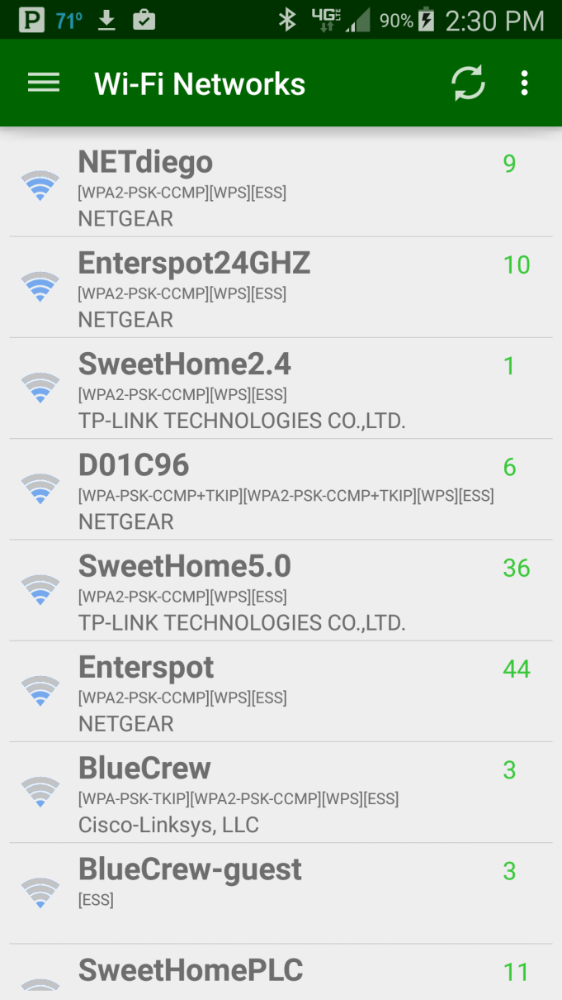 P 71° 4G LTE 90% 2:30 PM
Wi-Fi Networks
NETdiego 9
[WPA2-PSK-CCMP][WPS][ESS]
NETGEAR
Enterspot24GHZ 10
[WPA2-PSK-CCMP][WPS][ESS]
NETGEAR
SweetHome2.4 1
[WPA2-PSK-CCMP][WPS][ESS]
TP-LINK TECHNOLOGIES CO.,LTD.
D01C96 6
[WPA-PSK-CCMP+TKIP][WPA2-PSK-CCMP+TKIP][WPS][ESS]
NETGEAR
SweetHome5.0 36
[WPA2-PSK-CCMP][WPS][ESS]
TP-LINK TECHNOLOGIES CO.,LTD.
Enterspot 44
[WPA2-PSK-CCMP][WPS][ESS]
NETGEAR
BlueCrew 3
[WPA-PSK-TKIP][WPA2-PSK-CCMP][WPS][ESS]
Cisco-Linksys, LLC
BlueCrew-guest 3
[ESS]
SweetHomePLC 11